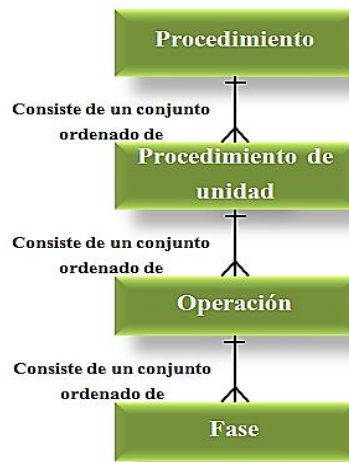 Procedimiento
Consiste de un conjunto
ordenado de
Procedimiento de
unidad
Consiste de un conjunto
ordenado de
Operación
Consiste de un conjunto
ordenado de
Fase